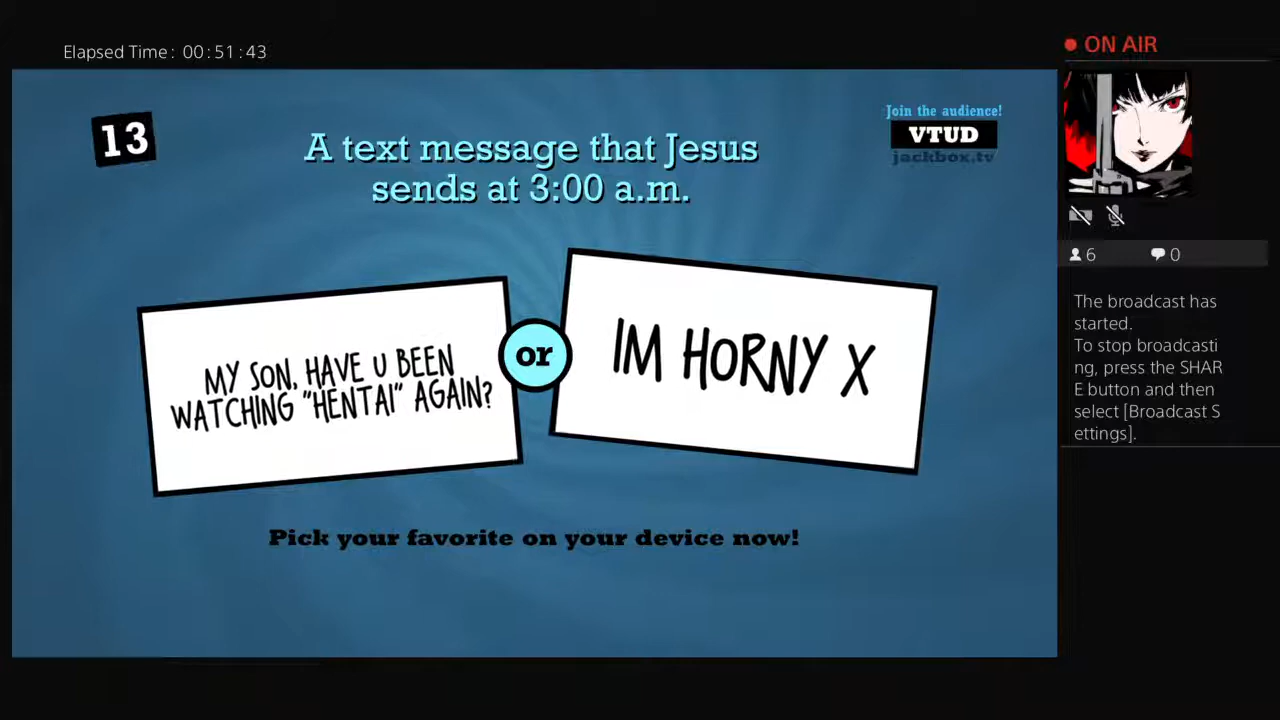 Elapsed Time: 00:51:43
ON AIR
13
A text message that Jesus
sends at 3:00 a.m.
Join the audience!
VTUD
jackbox.tv
MY SON, HAVE U BEEN
WATCHING "HENTAI" AGAIN?
or
IM HORNY X
Pick your favorite on your device now!
6
0
The broadcast has
started.
To stop broadcasti
ng, press the SHAR
E button and then
select [Broadcast S
ettings].